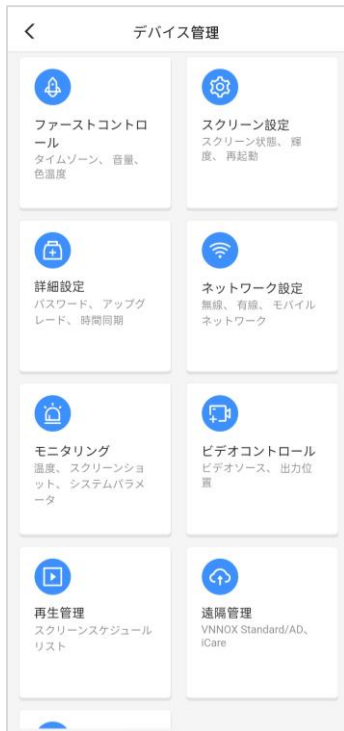 デバイス管理
ファーストコントロ
ール
タイムゾーン、 音量、
色温度
スクリーン設定
スクリーン状態、 輝
度、 再起動
詳細設定
パスワード、 アップグ
レード、 時間同期
ネットワーク設定
無線、 有線、 モバイル
ネットワーク
モニタリング
温度、 スクリーンショ
ット、 システムパラメ
ータ
ビデオコントロール
ビデオソース、 出力位
置
再生管理
スクリーンスケジュール
リスト
遠隔管理
VNNOX Standard/AD、
iCare